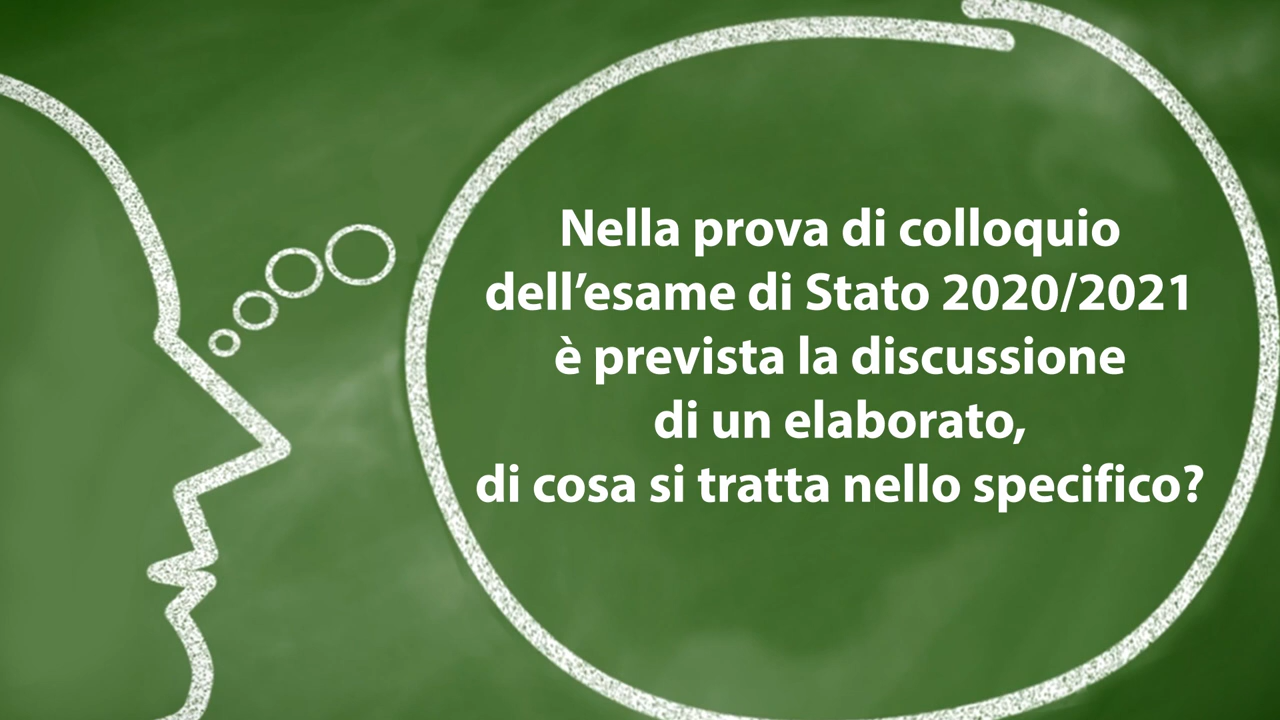 Nella prova di colloquio
dell’esame di Stato 2020/2021
è prevista la discussione
di un elaborato,
di cosa si tratta nello specifico?